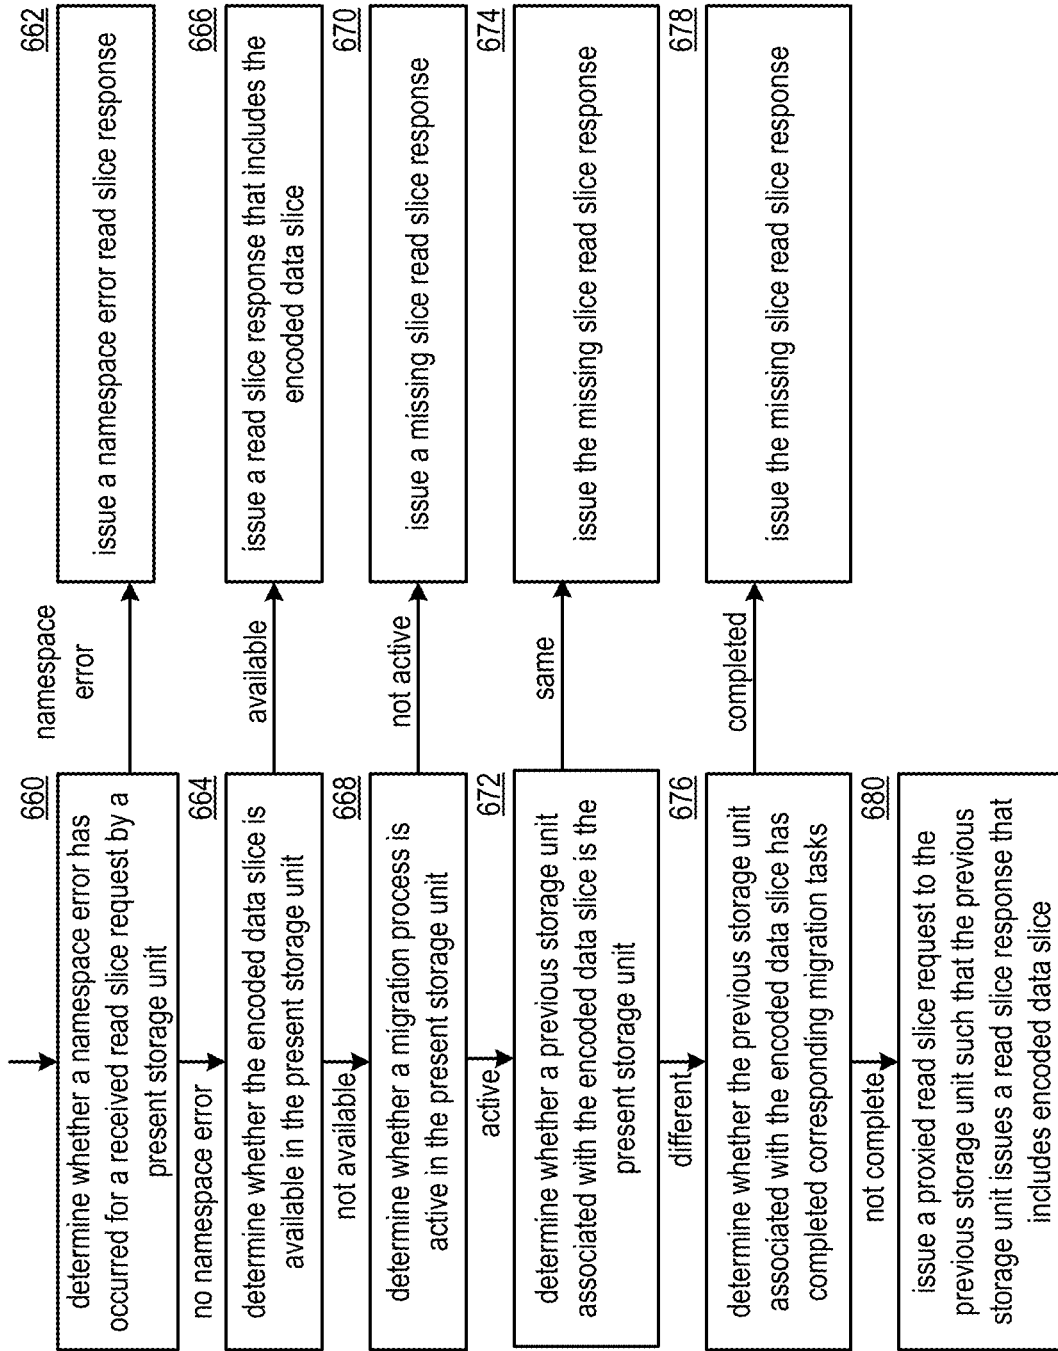 660
determine whether a namespace error has
occurred for a received read slice request by a
present storage unit
namespace
error
662
issue a namespace error read slice response
no namespace error
664
determine whether the encoded data slice is
available in the present storage unit
available
666
issue a read slice response that includes the
encoded data slice
not available
668
determine whether a migration process is
active in the present storage unit
not active
670
issue a missing slice read slice response
active
672
determine whether a previous storage unit
associated with the encoded data slice is the
present storage unit
same
674
issue the missing slice read slice response
different
676
determine whether the previous storage unit
associated with the encoded data slice has
completed corresponding migration tasks
completed
678
issue the missing slice read slice response
not complete
680
issue a proxied read slice request to the
previous storage unit such that the previous
storage unit issues a read slice response that
includes encoded data slice